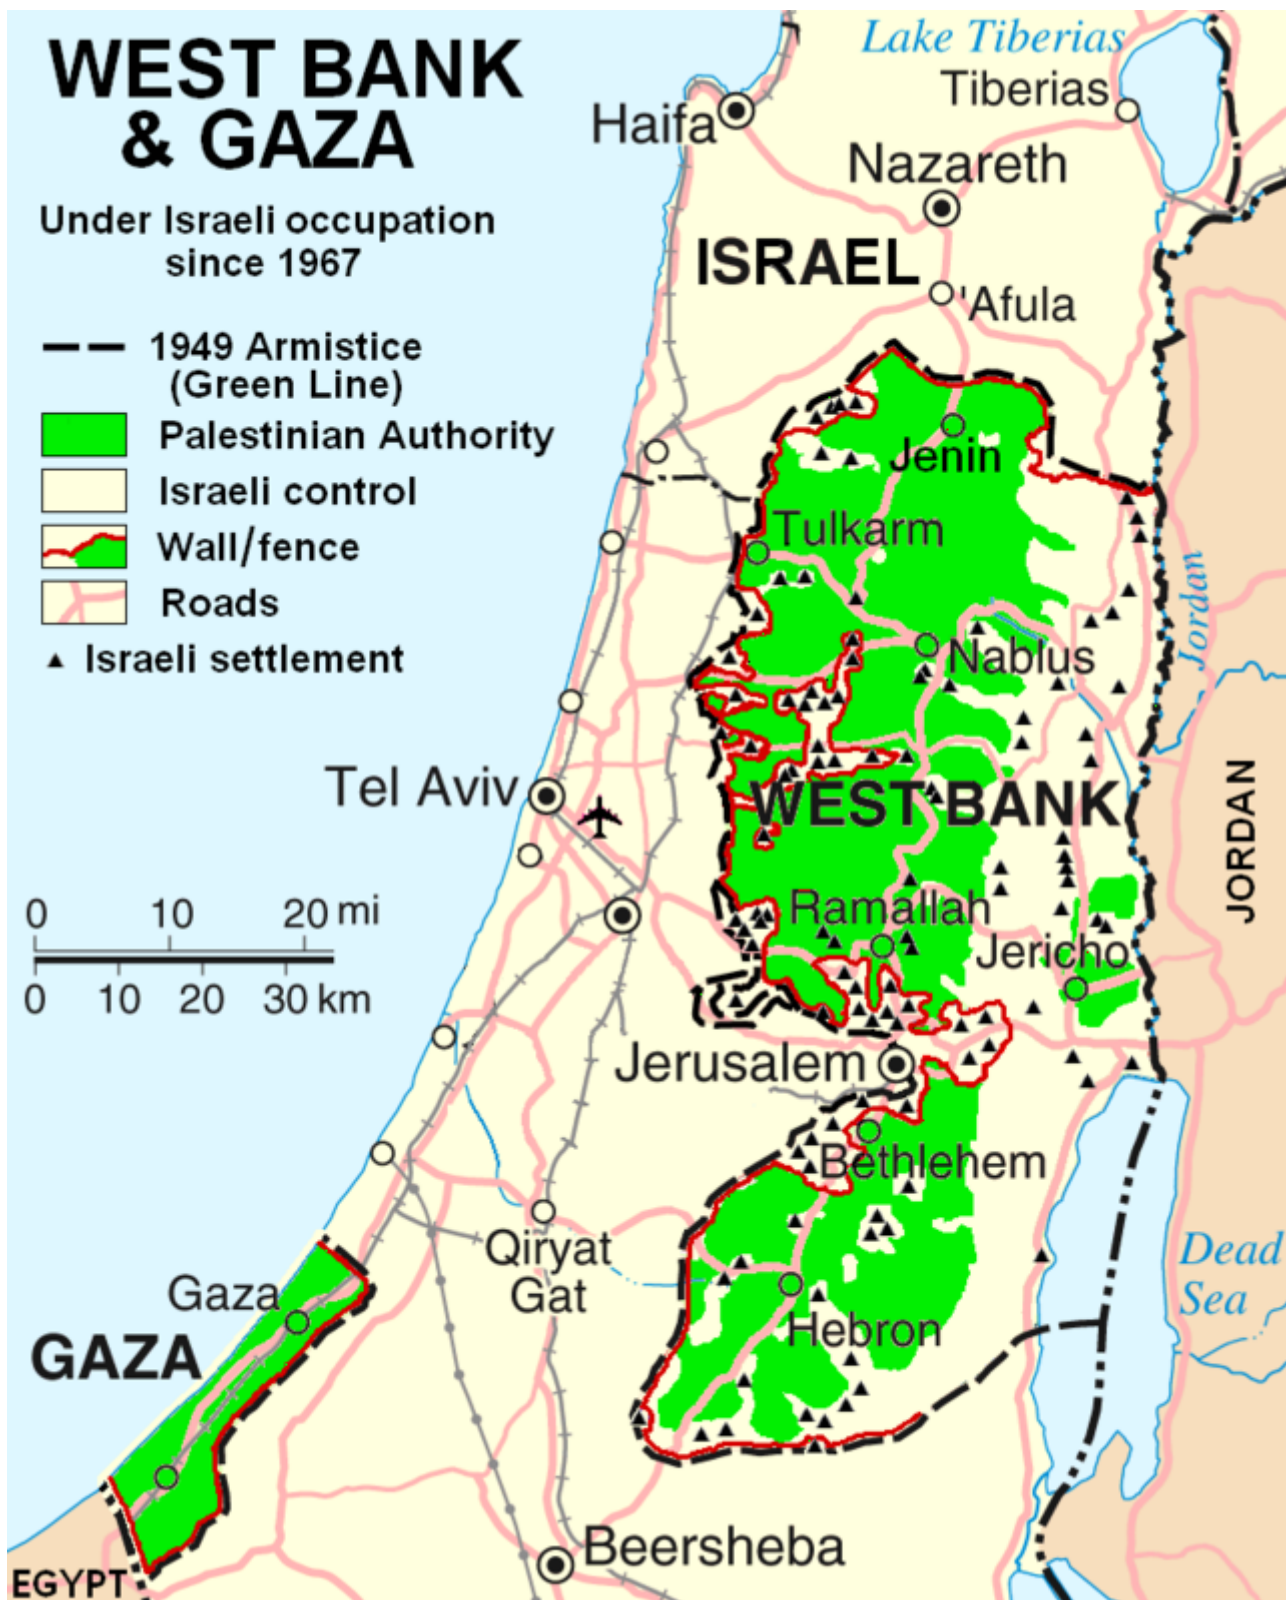 WEST BANK
& GAZA
Under Israeli occupation
since 1967
1949 Armistice
(Green Line)
Palestinian Authority
Israeli control
Wall/fence
Roads
Israeli settlement
Lake Tiberias
Tiberias
Haifa
Nazareth
ISRAEL
'Afula
Jenin
Tulkarm
Jordan
Nablus
Tel Aviv
WEST BANK
JORDAN
0 10 20 mi
0 10 20 30 km
Ramallah
Jericho
Jerusalem
Bethlehem
Qiryat
Gat
Dead
Sea
Gaza
GAZA
Hebron
Beersheba
EGYPT